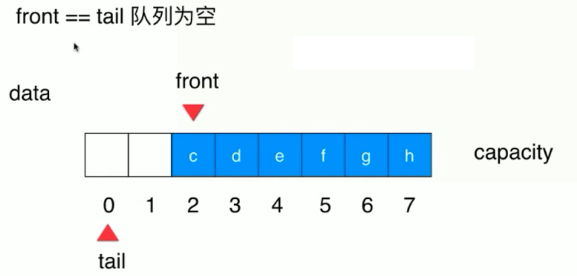 front == tail 队列为空
front
data
c d e f g h
capacity
0 1 2 3 4 5 6 7
tail